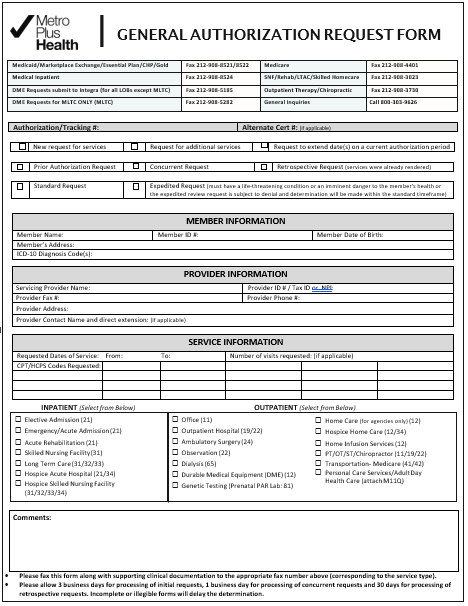 Metro
Plus
Health
GENERAL AUTHORIZATION REQUEST FORM
Medicaid/Marketplace Exchange/Essential Plan/CHP/Gold Fax 212-908-8521/8522 Medicare Fax 212-908-4401
Medical Inpatient Fax 212-908-8524 SNF/Rehab/LTAC/Skilled Homecare Fax 212-908-3023
DME Requests submit to Integra (for all LOBs except MLTC) Fax 212-908-5185 Outpatient Therapy/Chiropractic Fax 212-908-3730
DME Requests for MLTC ONLY (MLTC) Fax 212-908-5282 General Inquiries Call 800-303-9626
Authorization/Tracking #: Alternate Cert #: (if applicable)
New request for services Request for additional services Request to extend date(s) on a current authorization period
Prior Authorization Request Concurrent Request Retrospective Request (services were already rendered)
Standard Request Expedited Request (must have a life-threatening condition or an imminent danger to the member's health or
the expedited review request is subject to denial and determination will be made within the standard timeframe)
MEMBER INFORMATION
Member Name: Member ID #: Member Date of Birth:
Member's Address:
ICD-10 Diagnosis Code(s):
PROVIDER INFORMATION
Servicing Provider Name: Provider ID # / Tax ID or NPI:
Provider Fax #: Provider Phone #:
Provider Address:
Provider Contact Name and direct extension: (if applicable)
SERVICE INFORMATION
Requested Dates of Service: From: To: Number of visits requested: (if applicable)
CPT/HCPS Codes Requested:
INPATIENT (Select from Below) OUTPATIENT (Select from Below)
Elective Admission (21) Office (11) Home Care (for agencies only) (12)
Emergency/Acute Admission (21) Outpatient Hospital (19/22) Hospice Home Care (12/34)
Acute Rehabilitation (21) Ambulatory Surgery (24) Home Infusion Services (12)
Skilled Nursing Facility (31) Observation (22) PT/OT/ST/Chiropractor (11/19/22)
Long Term Care (31/32/33) Dialysis (65) Transportation- Medicare (41/42)
Hospice Acute Hospital (21/34) Durable Medical Equipment (DME) (12) Personal Care Services/Adult Day
Health Care (attach M11Q)
Hospice Skilled Nursing Facility Genetic Testing (Prenatal PAR Lab: 81)
(31/32/33/34)
Comments:
• Please fax this form along with supporting clinical documentation to the appropriate fax number above (corresponding to the service type).
• Please allow 3 business days for processing of initial requests, 1 business day for processing of concurrent requests and 30 days for processing of
retrospective requests. Incomplete or illegible forms will delay the determination.